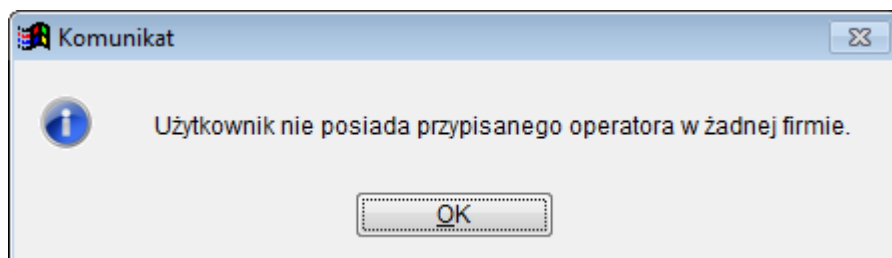 Komunikat
Użytkownik nie posiada przypisanego operatora w żadnej firmie.
OK